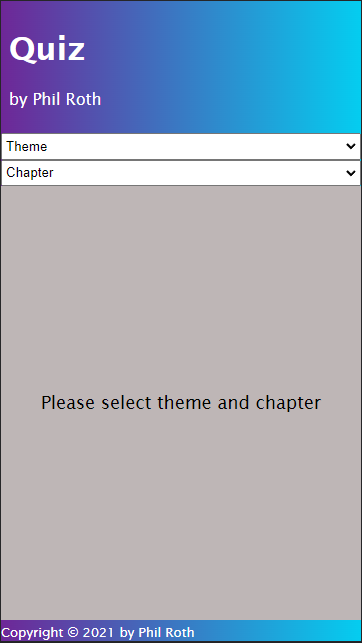 Quiz
by Phil Roth
Theme
Chapter
Please select theme and chapter
Copyright © 2021 by Phil Roth